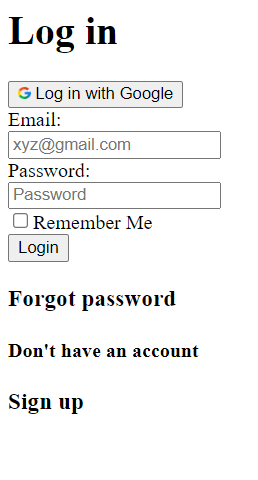 Log in
Log in with Google
Email:
xyz@gmail.com
Password:
Password
Remember Me
Login
Forgot password
Don't have an account
Sign up